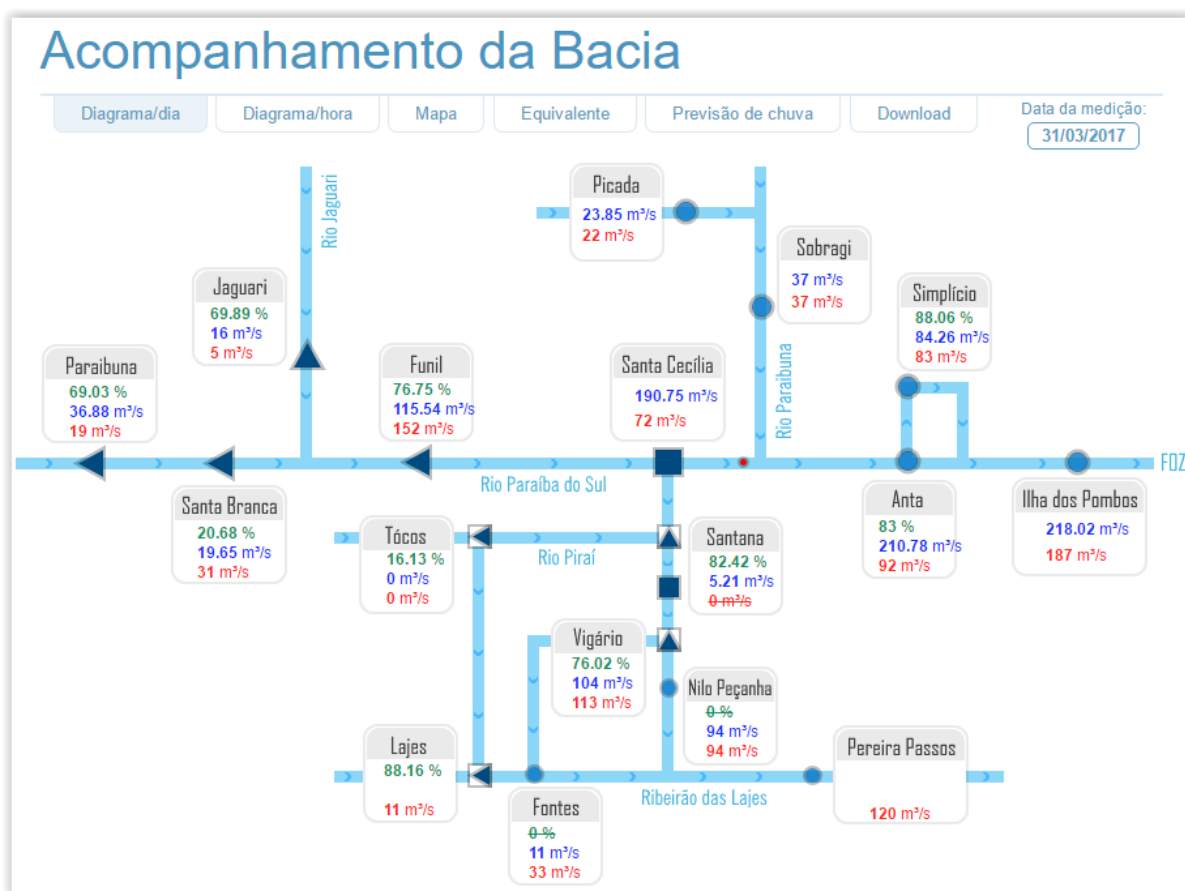 Acompanhamento da Bacia
Diagrama/dia
Diagrama/hora
Mapa
Equivalente
Previsão de chuva
Download
Data da medição:
31/03/2017
Rio Jaguari
Picada
23.85 m³/s
22 m³/s
Sobragi
37 m³/s
37 m³/s
Jaguari
69.89 %
16 m³/s
5 m³/s
Simplício
88.06 %
84.26 m³/s
83 m³/s
Paraibuna
69.03 %
36.88 m³/s
19 m³/s
Funil
76.75 %
115.54 m³/s
152 m³/s
Santa Cecília
190.75 m³/s
72 m³/s
Rio Paraibuna
FOZ
Rio Paraíba do Sul
Santa Branca
20.68 %
19.65 m³/s
31 m³/s
Tócos
16.13 %
0 m³/s
0 m³/s
Rio Piraí
Santana
82.42 %
5.21 m³/s
0 m³/s
Anta
83 %
210.78 m³/s
92 m³/s
Ilha dos Pombos
218.02 m³/s
187 m³/s
Vigário
76.02 %
104 m³/s
113 m³/s
Nilo Peçanha
0 %
94 m³/s
94 m³/s
Lajes
88.16 %
11 m³/s
Pereira Passos
120 m³/s
Ribeirão das Lajes
Fontes
0 %
11 m³/s
33 m³/s